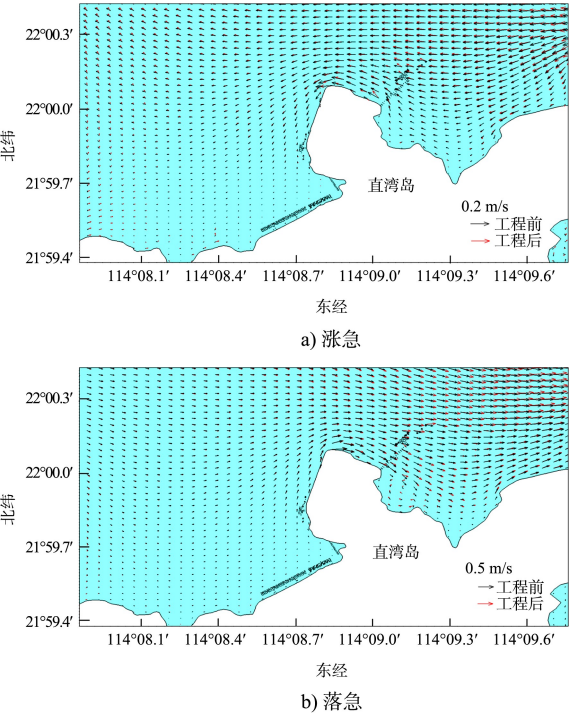 22°00.3′
22°00.0′
北纬
21°59.7′
21°59.4′
直湾岛
0.2 m/s
工程前
工程后
114°08.1′ 114°08.4′ 114°08.7′ 114°09.0′ 114°09.3′ 114°09.6′
东经
a) 涨急
22°00.3′
22°00.0′
北纬
21°59.7′
21°59.4′
直湾岛
0.5 m/s
工程前
工程后
114°08.1′ 114°08.4′ 114°08.7′ 114°09.0′ 114°09.3′ 114°09.6′
东经
b) 落急